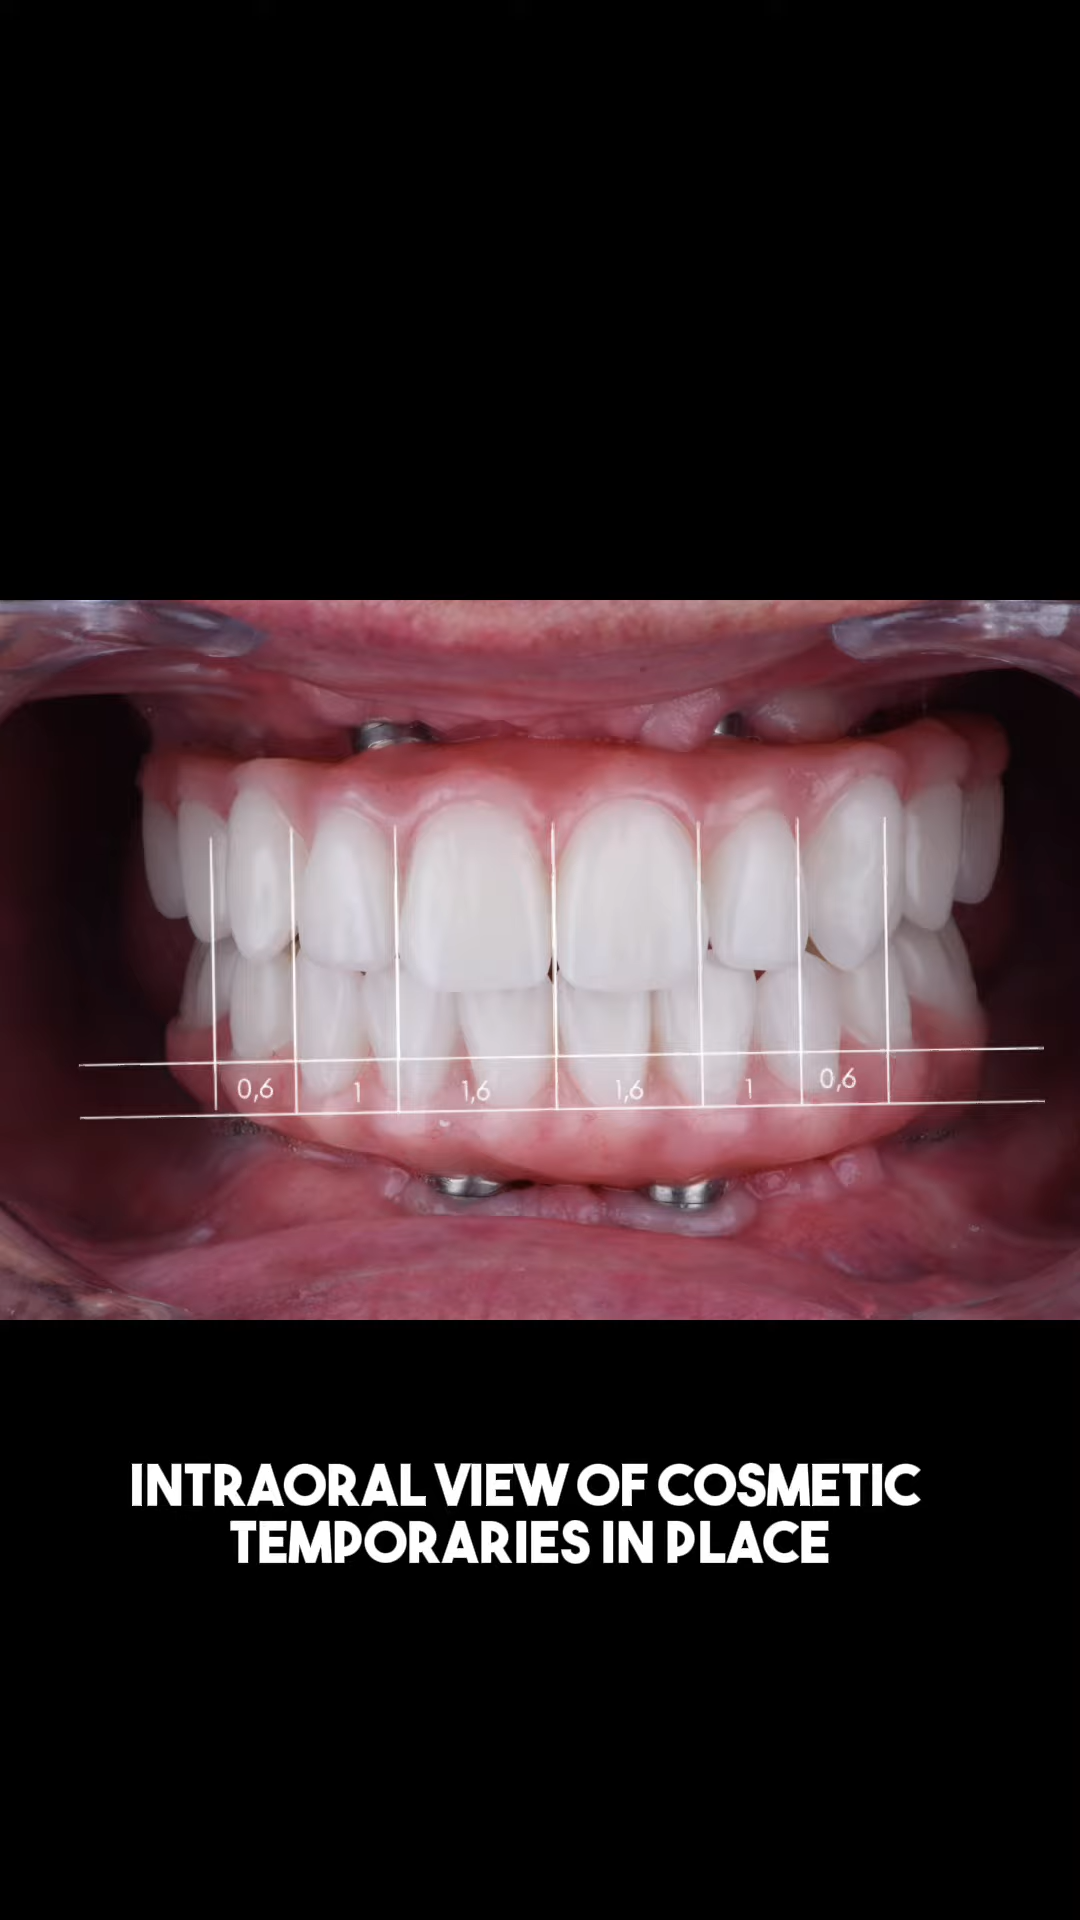 0,6 1 1,6 1,6 1 0,6
INTRAORAL VIEW OF COSMETIC
TEMPORARIES IN PLACE